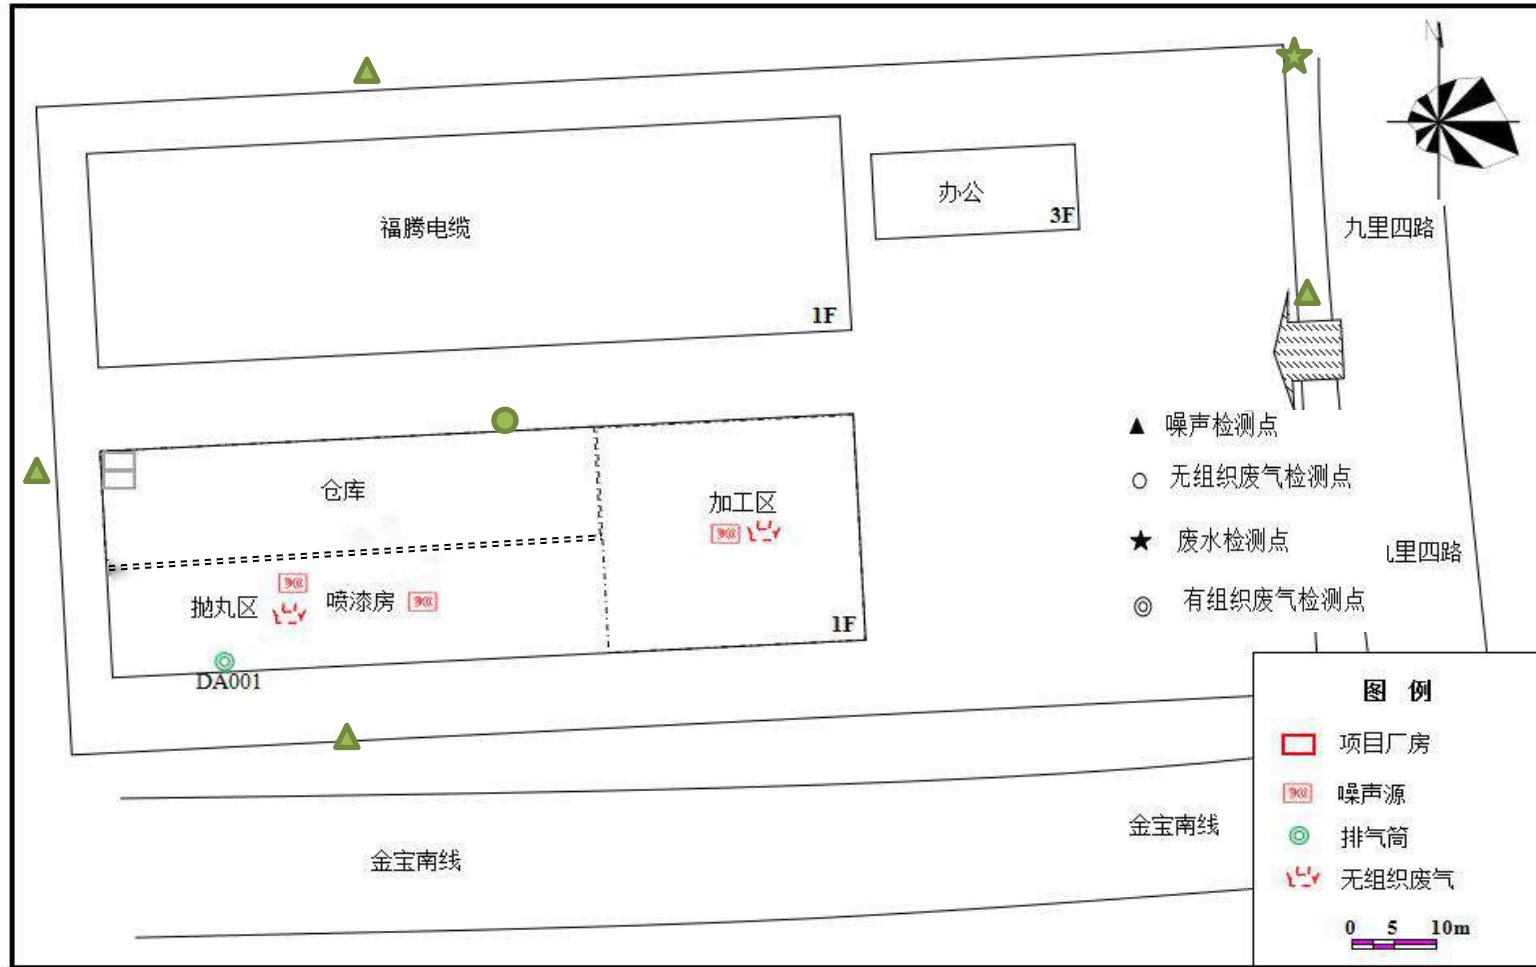 N
办公
3F
福腾电缆
九里四路
1F
噪声检测点
无组织废气检测点
仓库
加工区
废水检测点
里四路
抛丸区
喷漆房
有组织废气检测点
1F
DA001
图 例
项目厂房
噪声源
排气筒
无组织废气
金宝南线
金宝南线
0 5 10m